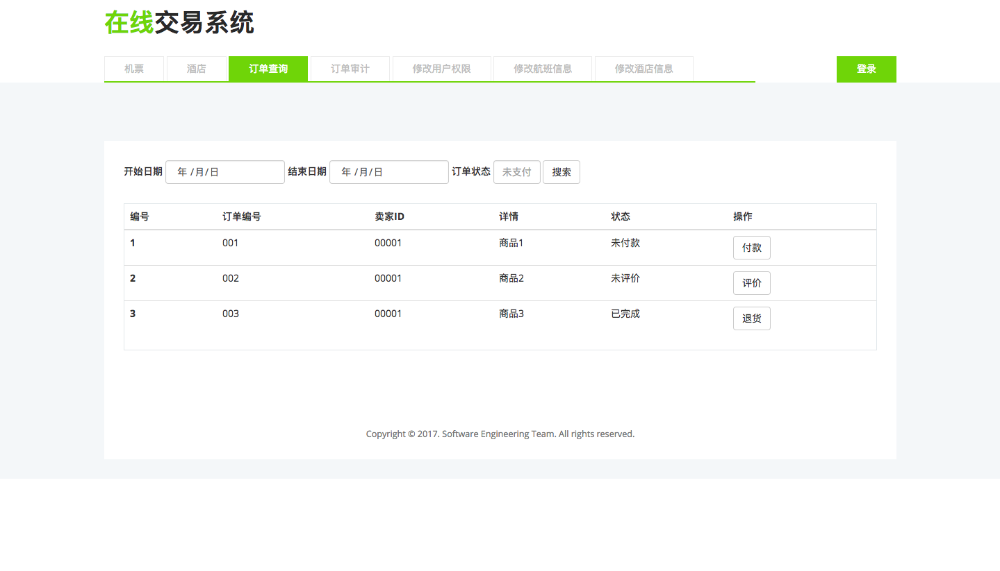 在线交易系统
机票 酒店 订单查询 订单审计 修改用户权限 修改航班信息 修改酒店信息 登录
开始日期 年 /月/日 结束日期 年 /月/日 订单状态 未支付 搜索
编号 订单编号 卖家ID 详情 状态 操作
1 001 00001 商品1 未付款 付款
2 002 00001 商品2 未评价 评价
3 003 00001 商品3 已完成 退货
Copyright © 2017. Software Engineering Team. All rights reserved.